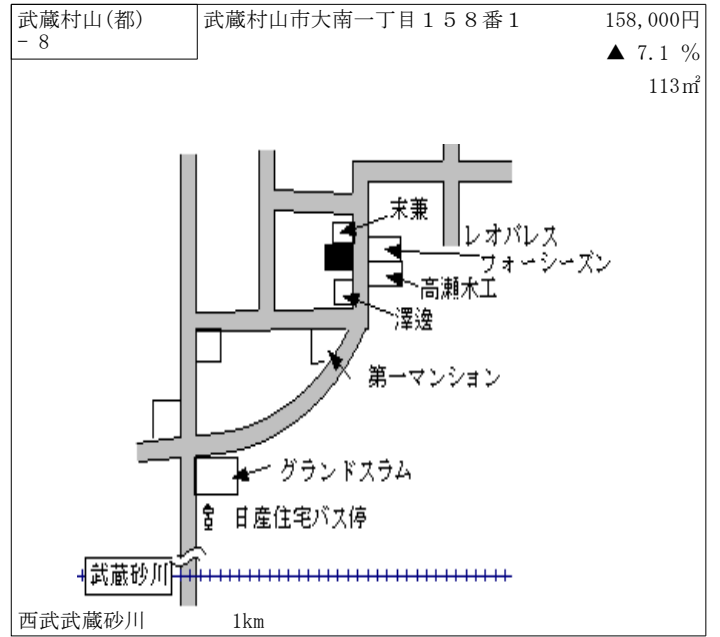 武蔵村山(都)
- 8
武蔵村山市大南一丁目１５８番１
158,000円
▲ 7.1 %
113㎡
末兼
レオパレス
フォーシーズン
高瀬木工
澤逸
第一マンション
グランドスラム
日産住宅バス停
武蔵砂川
西武武蔵砂川 1km